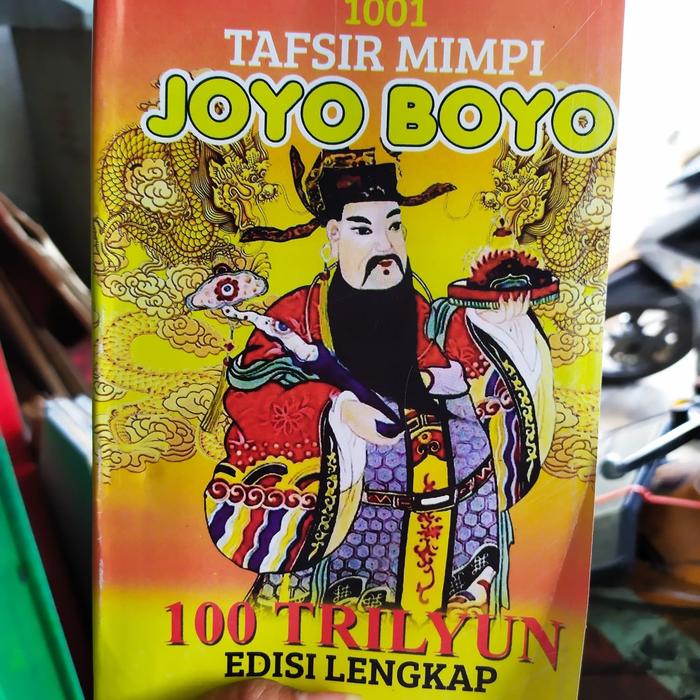 1001
TAFSIR MIMPI
JOYO BOYO
100 TRILYUN
EDISI LENGKAP